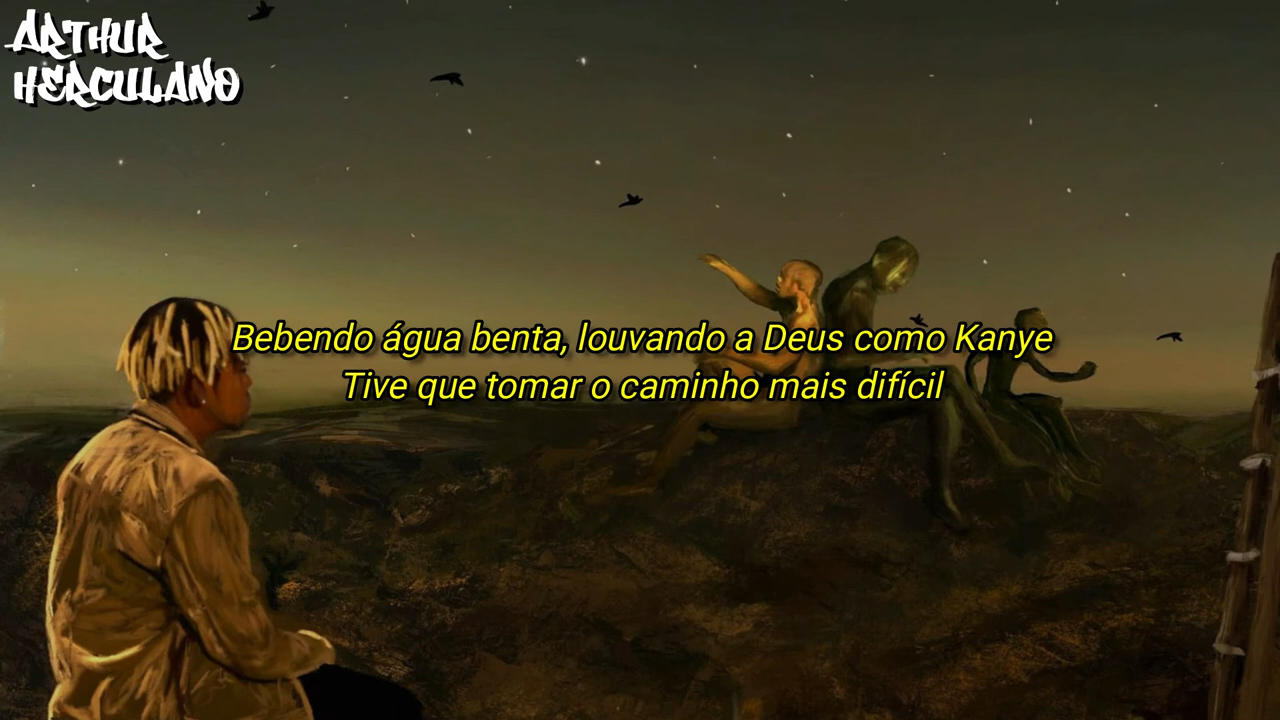 ARTHUR
HERCULANO
Bebendo água benta, louvando a Deus como Kanye
Tive que tomar o caminho mais difícil